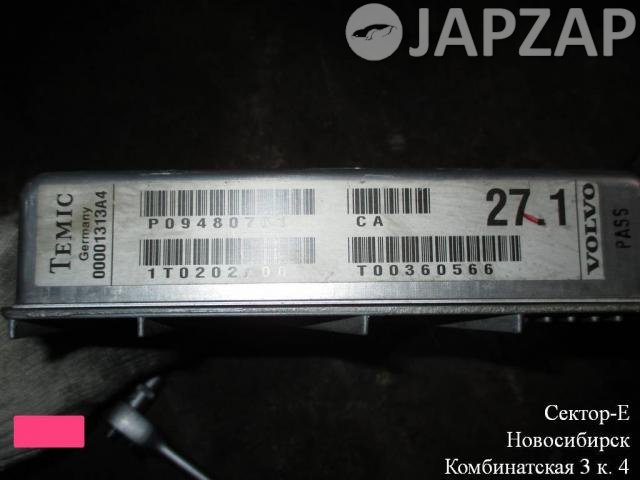 JAPZAP
TEMIC
Germany
00001313A4
CA
27.1
T00360566
VOLVO
PASS
Сектор-Е
Новосибирск
Комбинатская 3 к. 4